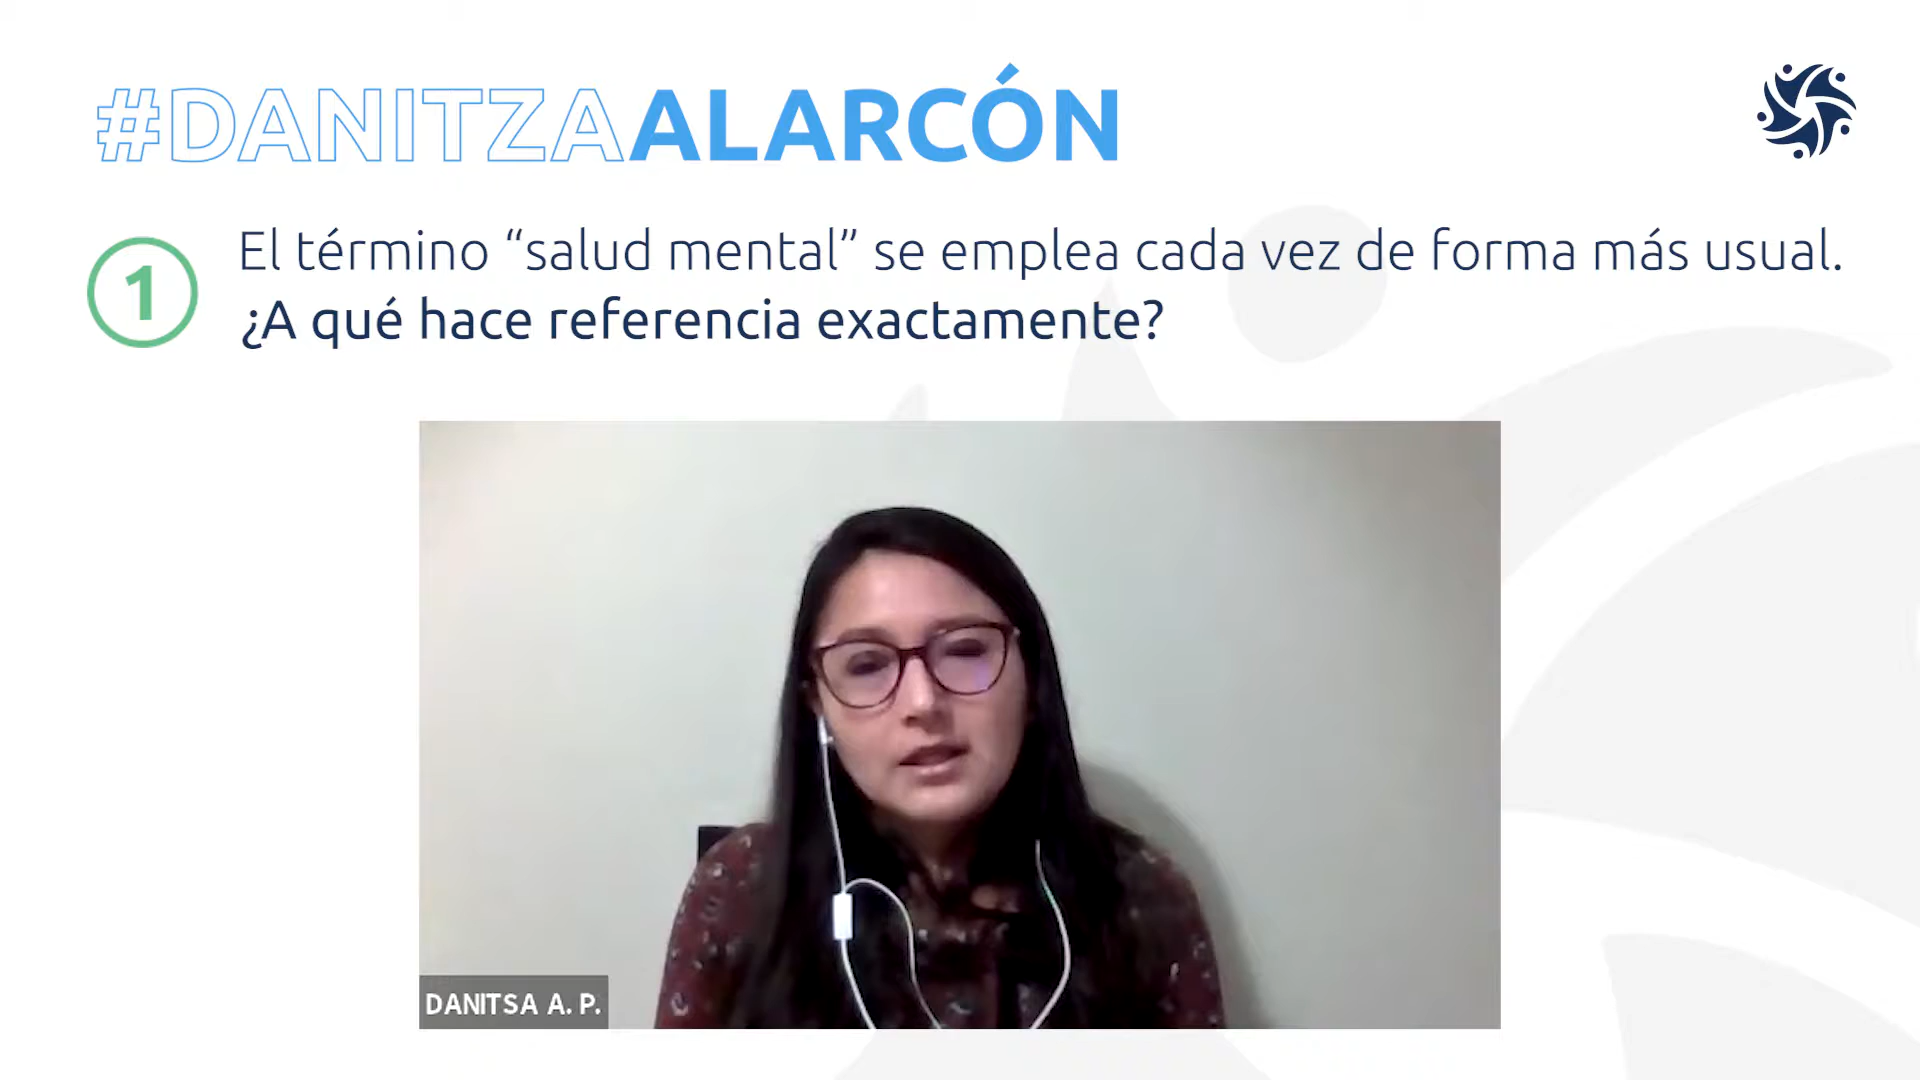 #DANITZAALARCÓN
1
El término “salud mental” se emplea cada vez de forma más usual.
¿A qué hace referencia exactamente?
DANITSA A. P.